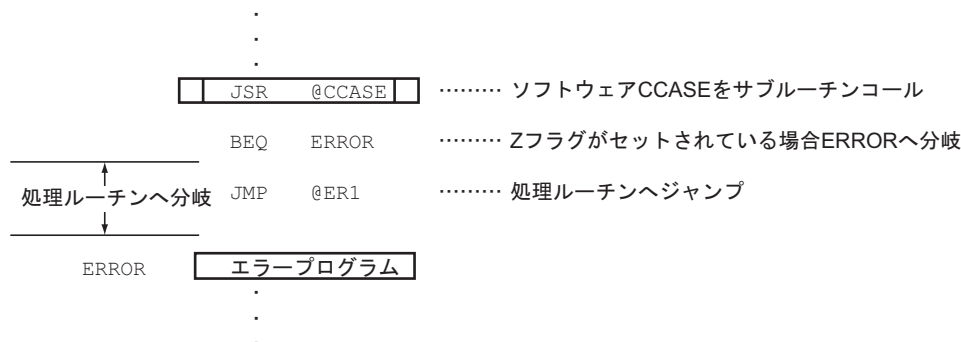 JSR @CCASE ……… ソフトウェアCCASEをサブルーチンコール
BEQ ERROR ……… Zフラグがセットされている場合ERRORへ分岐
処理ルーチンへ分岐 JMP @ER1 ……… 処理ルーチンへジャンプ
ERROR エラープログラム